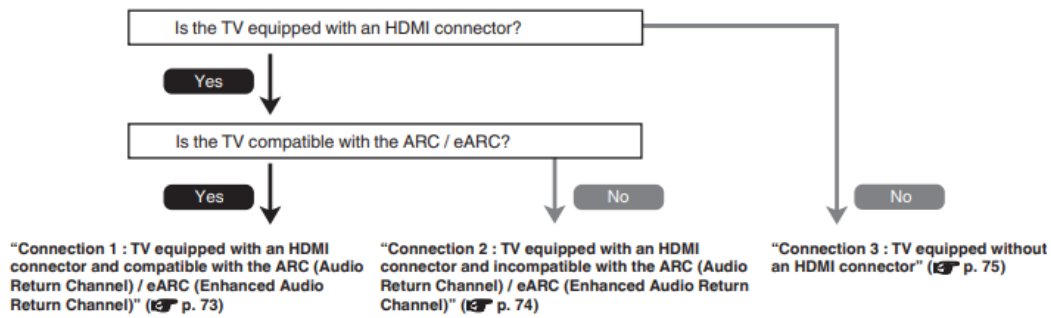 Is the TV equipped with an HDMI connector?
Yes
Is the TV compatible with the ARC / eARC?
Yes
No
No
“Connection 1 : TV equipped with an HDMI
connector and compatible with the ARC (Audio
Return Channel) / eARC (Enhanced Audio
Return Channel)” (☞ p. 73)
“Connection 2 : TV equipped with an HDMI
connector and incompatible with the ARC (Audio
Return Channel) / eARC (Enhanced Audio Return
Channel)” (☞ p. 74)
“Connection 3 : TV equipped without
an HDMI connector” (☞ p. 75)